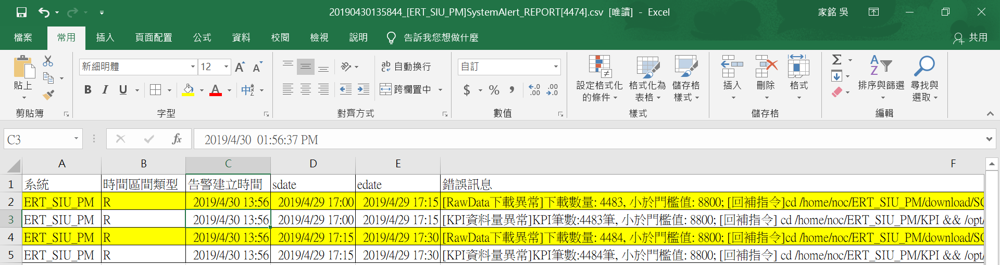 20190430135844_[ERT_SIU_PM]SystemAlert_REPORT[4474].csv [唯讀] - Excel
家銘 吳
檔案 常用 插入 頁面配置 公式 資料 校閱 檢視 說明 告訴我您想做什麼 共用
貼上
剪貼簿
新細明體 12 A A
B I U A 中
字型
ab c 自動換行
跨欄置中
對齊方式
自訂
$ % , .0 .00 .00 .0
數值
設定格式化的條件
格式化為表格
儲存格樣式
樣式
插入 刪除 格式
儲存格
Σ
A Z
排序與篩選
尋找與選取
編輯
C3 fx 2019/4/30 01:56:37 PM
A B C D E F
1 系統 時間區間類型 告警建立時間 sdate edate 錯誤訊息
2 ERT_SIU_PM R 2019/4/30 13:56 2019/4/29 17:00 2019/4/29 17:15 [RawData下載異常]下載數量: 4483, 小於門檻值: 8800; [回補指令]cd /home/noc/ERT_SIU_PM/download/SC
3 ERT_SIU_PM R 2019/4/30 13:56 2019/4/29 17:00 2019/4/29 17:15 [KPI資料量異常]KPI筆數:4483筆, 小於門檻值: 8800; [回補指令] cd /home/noc/ERT_SIU_PM/KPI && /opt/
4 ERT_SIU_PM R 2019/4/30 13:56 2019/4/29 17:15 2019/4/29 17:30 [RawData下載異常]下載數量: 4484, 小於門檻值: 8800; [回補指令]cd /home/noc/ERT_SIU_PM/download/SC
5 ERT_SIU_PM R 2019/4/30 13:56 2019/4/29 17:15 2019/4/29 17:30 [KPI資料量異常]KPI筆數:4484筆, 小於門檻值: 8800; [回補指令] cd /home/noc/ERT_SIU_PM/KPI && /opt/